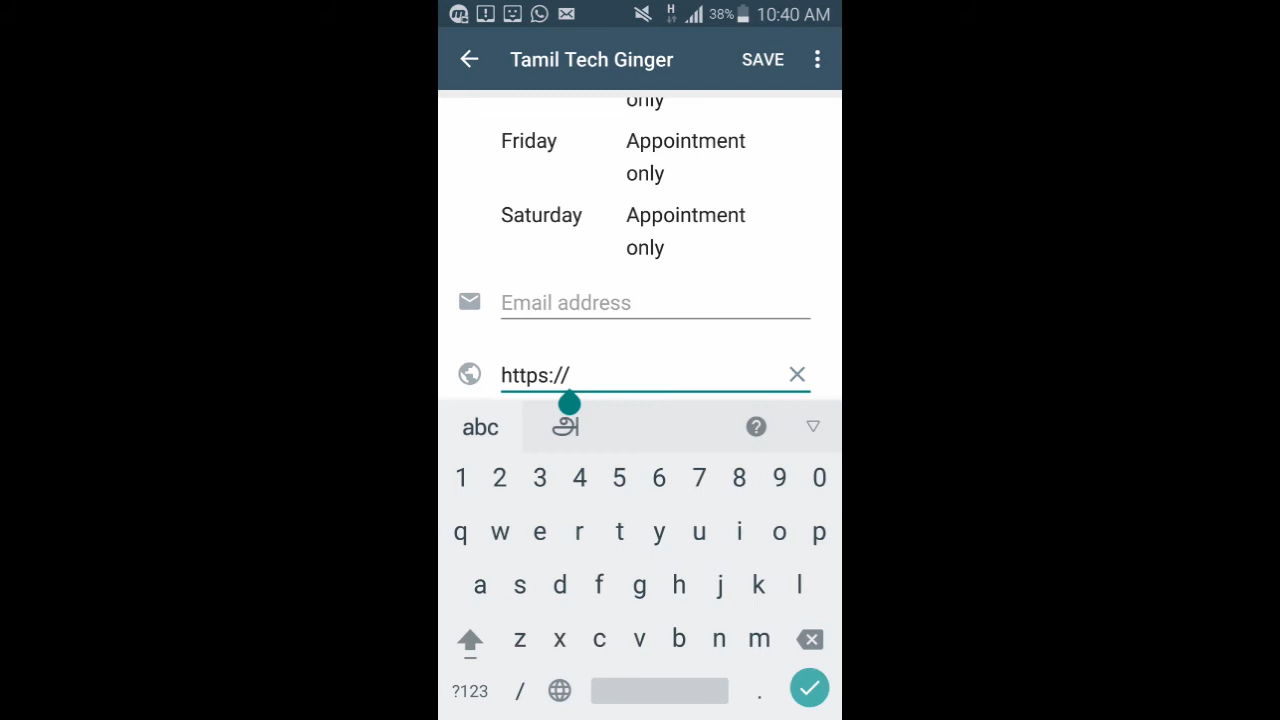 H 38% 10:40 AM
Tamil Tech Ginger SAVE
only
Friday Appointment
only
Saturday Appointment
only
Email address
https://
abc அ ?
1 2 3 4 5 6 7 8 9 0
q w e r t y u i o p
a s d f g h j k l
z x c v b n m
?123 / .